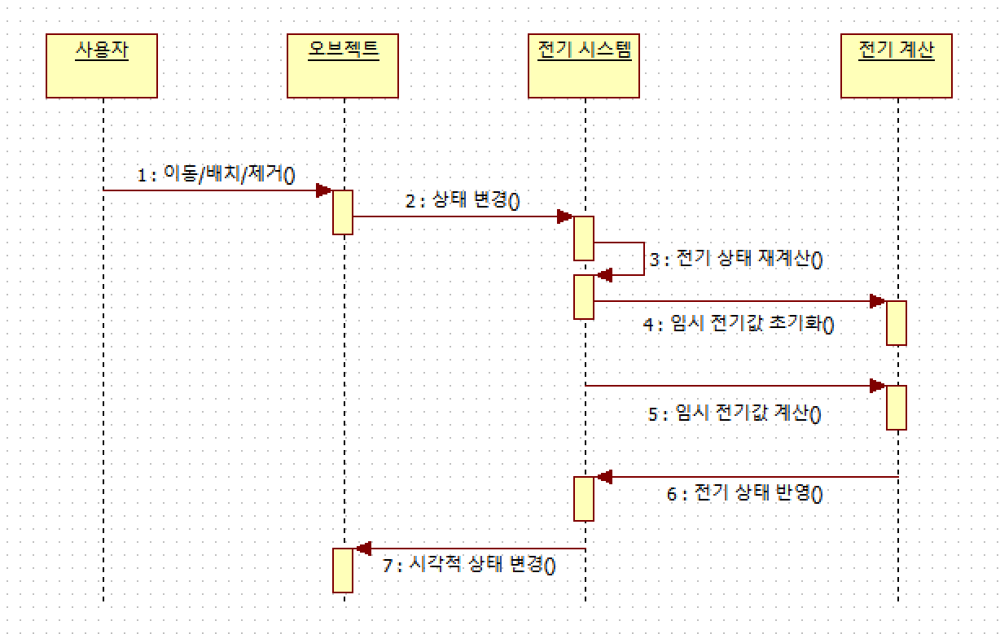 사용자
오브젝트
전기 시스템
전기 계산
1 : 이동/배치/제거()
2 : 상태 변경()
3 : 전기 상태 재계산()
4 : 임시 전기값 초기화()
5 : 임시 전기값 계산()
6 : 전기 상태 반영()
7 : 시각적 상태 변경()